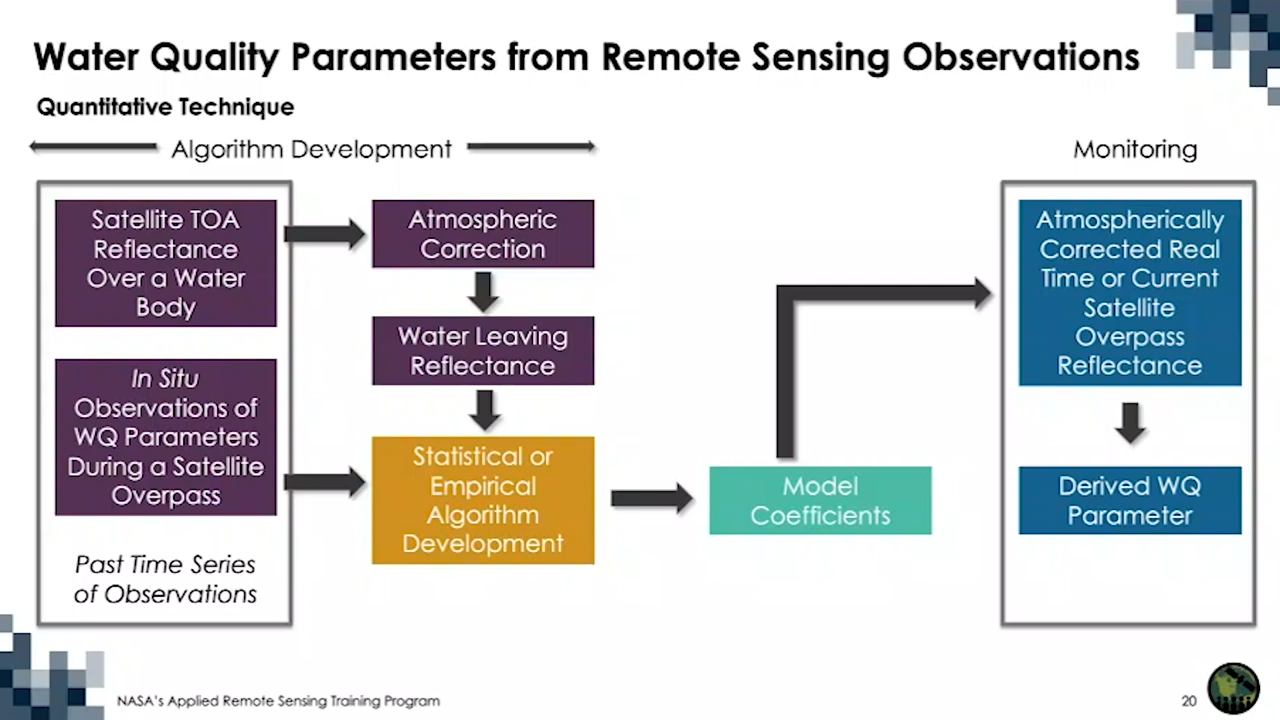 Water Quality Parameters from Remote Sensing Observations
Quantitative Technique
Algorithm Development
Monitoring
Satellite TOA
Reflectance
Over a Water
Body
In Situ
Observations of
WQ Parameters
During a Satellite
Overpass
Past Time Series
of Observations
Atmospheric
Correction
Water Leaving
Reflectance
Statistical or
Empirical
Algorithm
Development
Model
Coefficients
Atmospherically
Corrected Real
Time or Current
Satellite
Overpass
Reflectance
Derived WQ
Parameter
NASA's Applied Remote Sensing Training Program
20